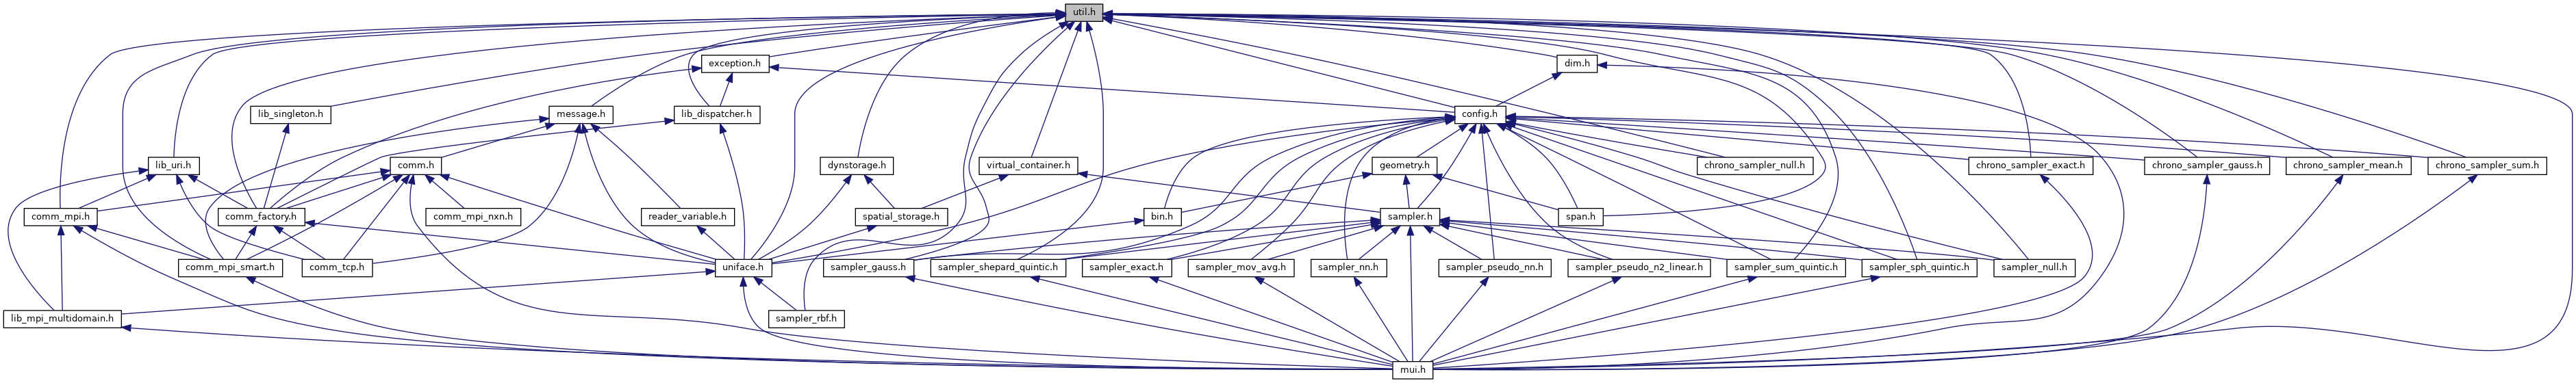 util.h
exception.h
dim.h
lib_singleton.h
message.h
lib_dispatcher.h
config.h
lib_uri.h
comm.h
dynstorage.h
virtual_container.h
geometry.h
chrono_sampler_null.h
chrono_sampler_exacll.h
chrono_sampler_gauss.h
chrono_sampler_mean.h
chrono_sampler_sum.h
comm_mpi.h
comm_factory.h
comm_mpi_nxn.h
reader_variable.h
spatial_storage.h
bin.h
sampler.h
span.h
comm_mpi_smart.h
comm_tcp.h
uniface.h
sampler_gauss.h
sampler_shepard_quintic.h
sampler_exact.h
sampler_mov_avg.h
sampler_nn.h
sampler_pseudo_nn.h
sampler_pseudo_n2_linear.h
sampler_sum_quintic.h
sampler_sph_quintic.h
sampler_null.h
lib_mpi_multidomain.h
sampler_rbf.h
mui.h